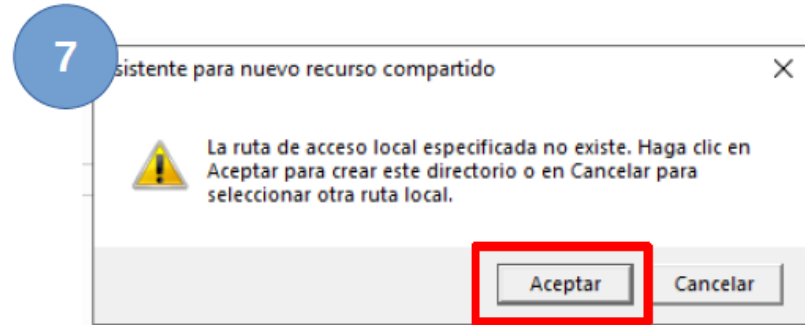 7
sistente para nuevo recurso compartido
La ruta de acceso local especificada no existe. Haga clic en
Aceptar para crear este directorio o en Cancelar para
seleccionar otra ruta local.
Aceptar
Cancelar